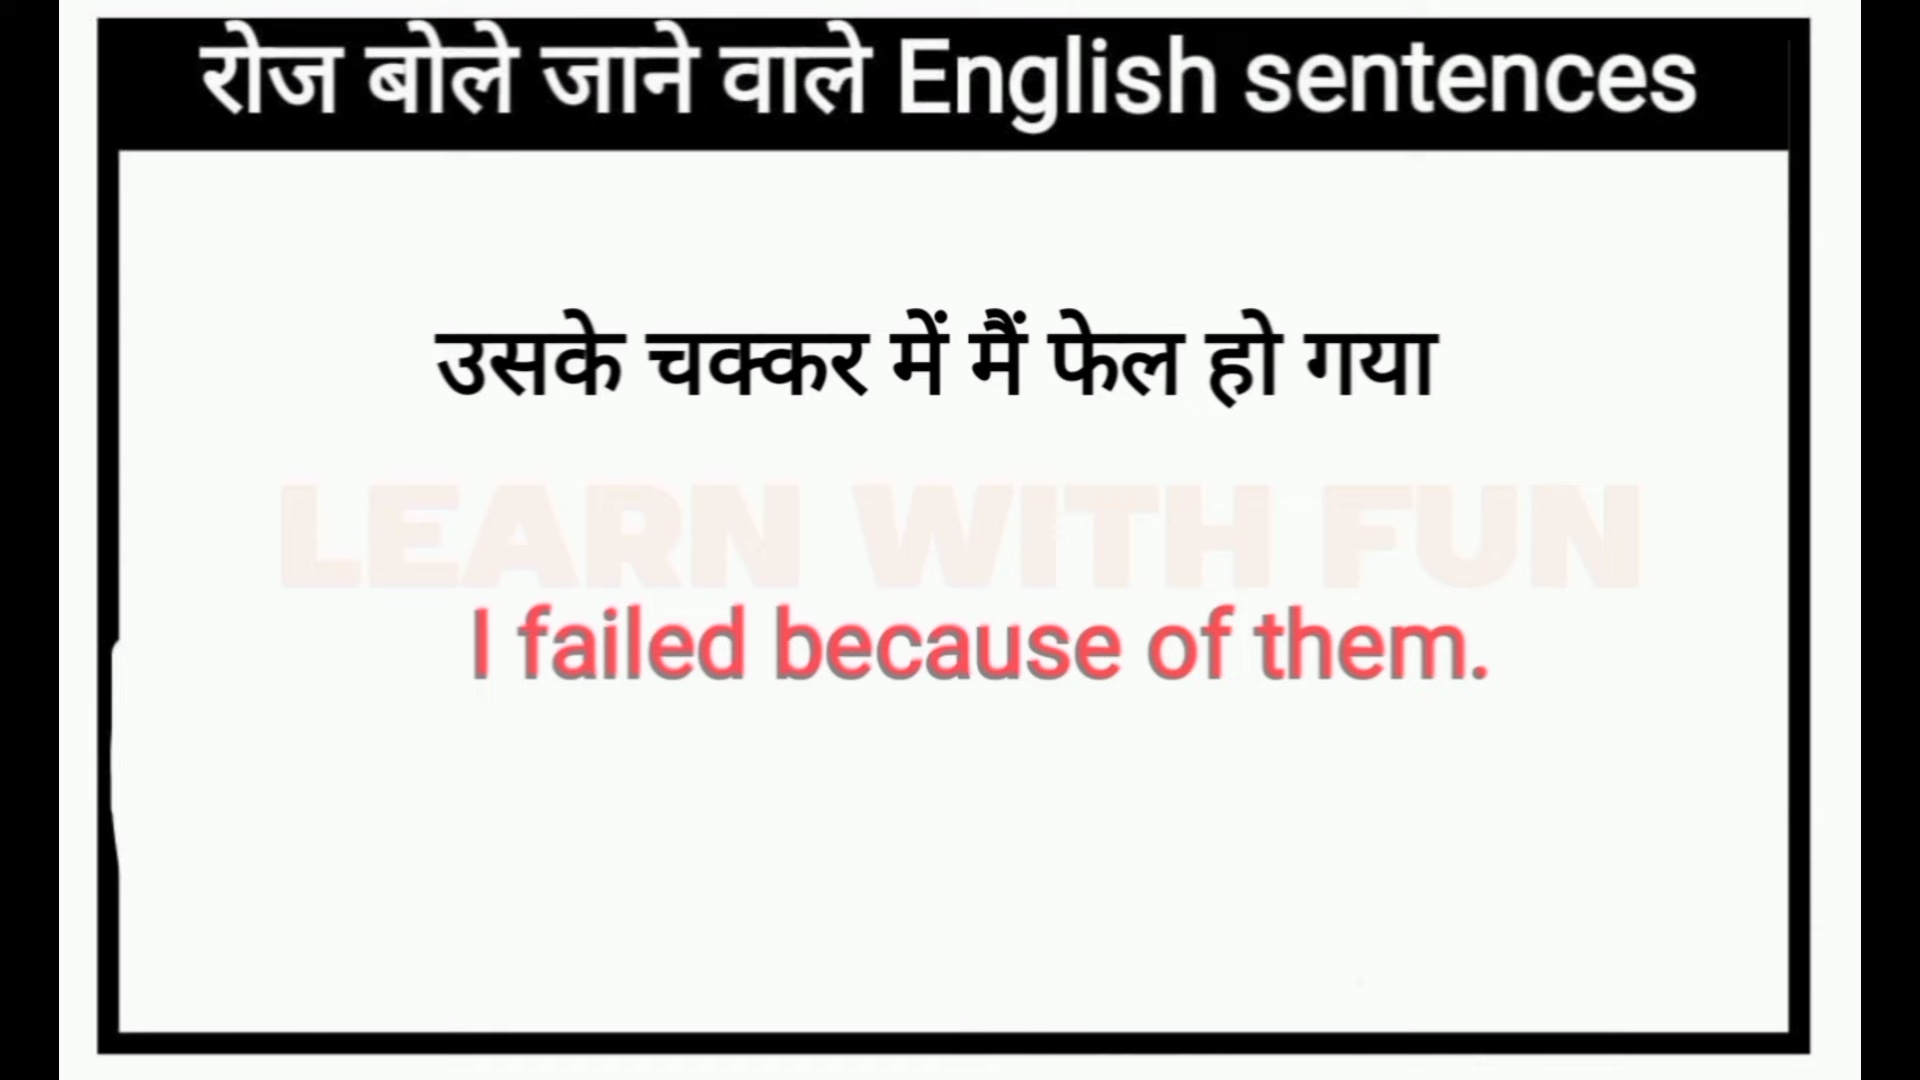 रोज बोले जाने वाले English sentences
उसके चक्कर में मैं फेल हो गया
LEARN WITH FUN
I failed because of them.